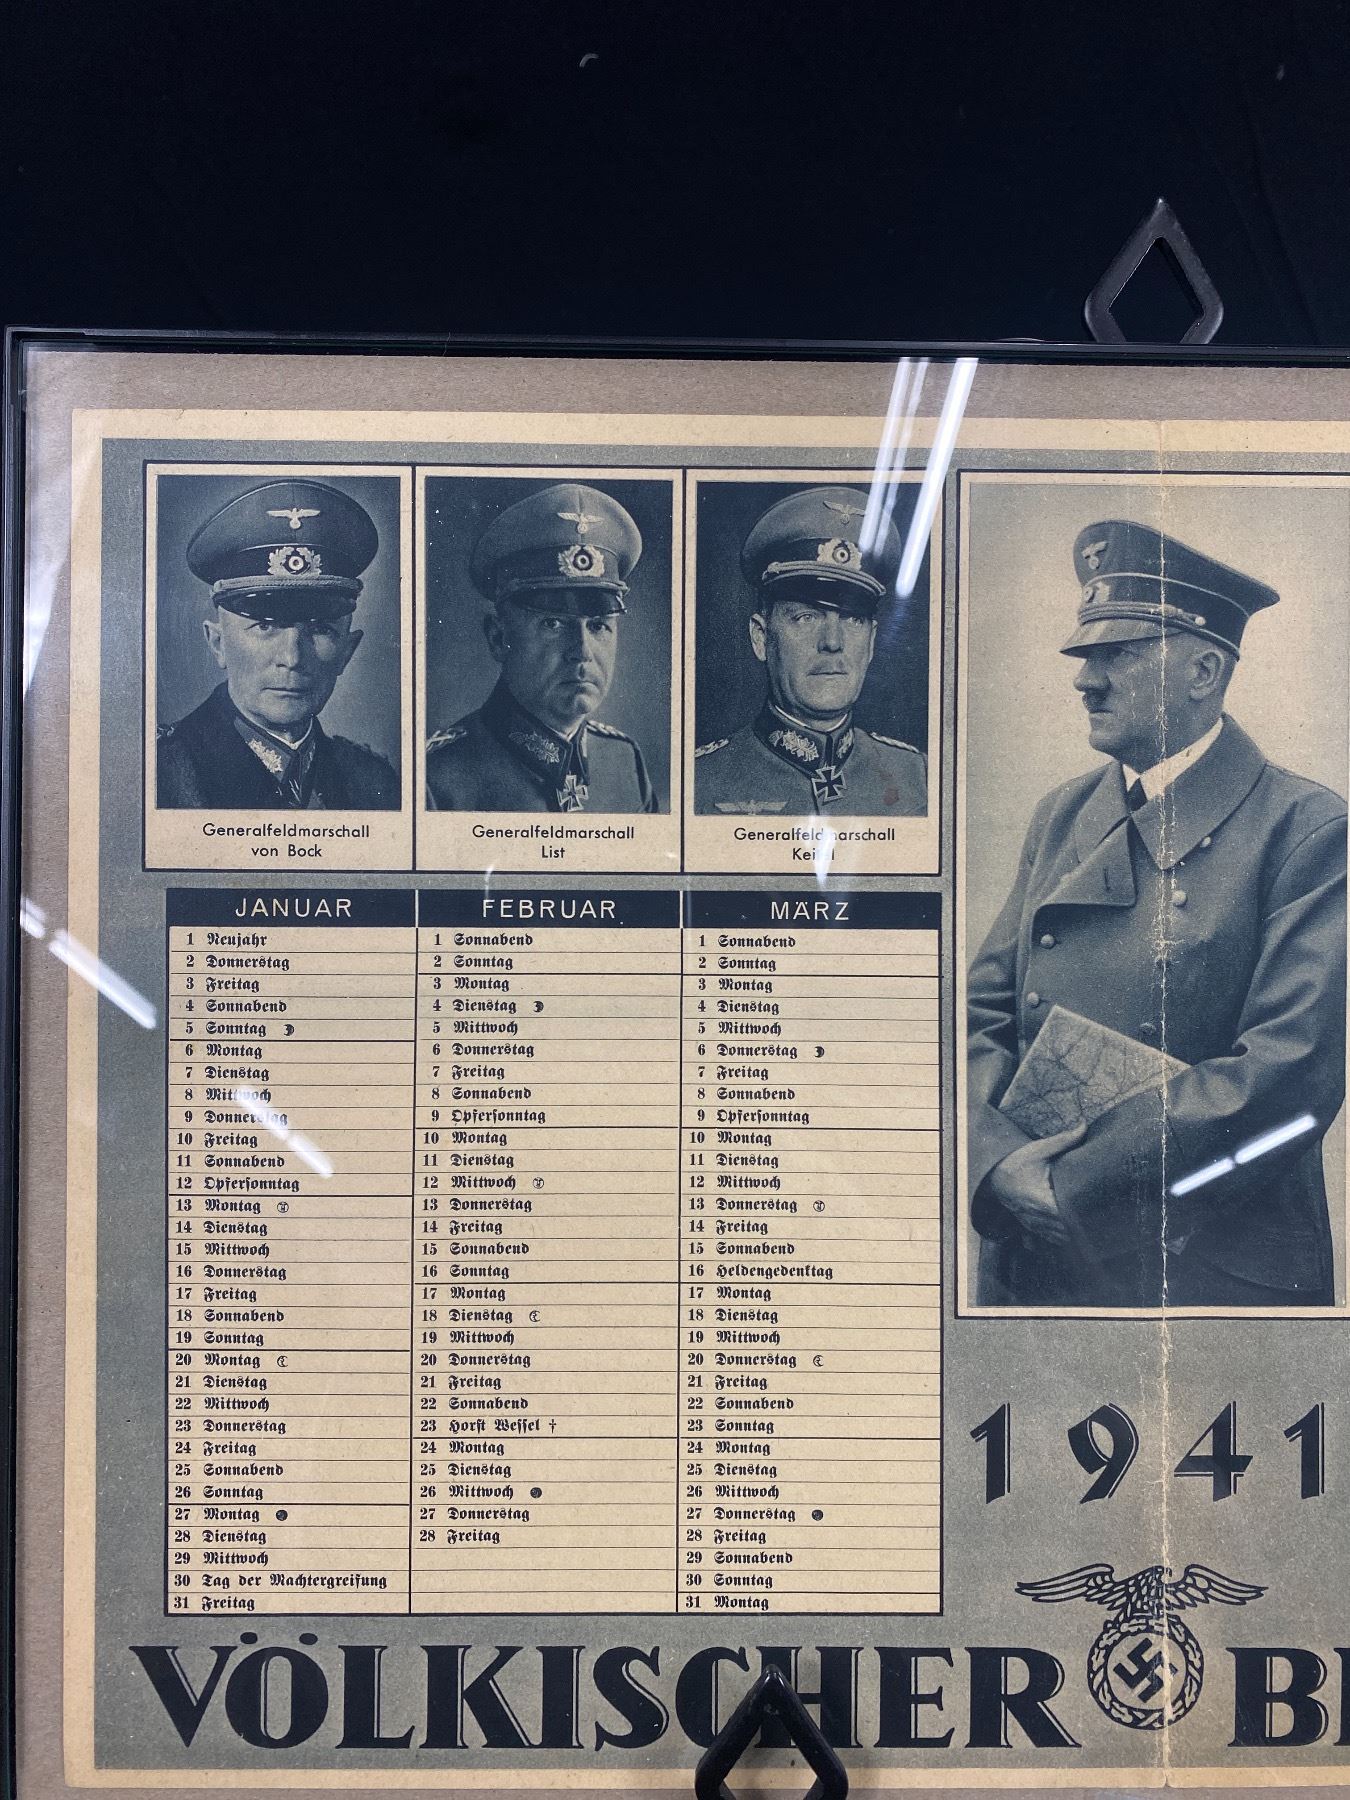 Generalfeldmarschall
von Bock
Generalfeldmarschall
List
Generalfeldmarschall
Keitel
JANUAR
1 Neujahr
2 Donnerstag
3 Freitag
4 Sonnabend
5 Sonntag
6 Montag
7 Dienstag
8 Mittwoch
9 Donnerstag
10 Freitag
11 Sonnabend
12 Opfersonntag
13 Montag
14 Dienstag
15 Mittwoch
16 Donnerstag
17 Freitag
18 Sonnabend
19 Sonntag
20 Montag
21 Dienstag
22 Mittwoch
23 Donnerstag
24 Freitag
25 Sonnabend
26 Sonntag
27 Montag
28 Dienstag
29 Mittwoch
30 Tag der Machtergreifung
31 Freitag
FEBRUAR
1 Sonnabend
2 Sonntag
3 Montag
4 Dienstag
5 Mittwoch
6 Donnerstag
7 Freitag
8 Sonnabend
9 Opfersonntag
10 Montag
11 Dienstag
12 Mittwoch
13 Donnerstag
14 Freitag
15 Sonnabend
16 Sonntag
17 Montag
18 Dienstag
19 Mittwoch
20 Donnerstag
21 Freitag
22 Sonnabend
23 Horst Wessel †
24 Montag
25 Dienstag
26 Mittwoch
27 Donnerstag
28 Freitag
MÄRZ
1 Sonnabend
2 Sonntag
3 Montag
4 Dienstag
5 Mittwoch
6 Donnerstag
7 Freitag
8 Sonnabend
9 Opfersonntag
10 Montag
11 Dienstag
12 Mittwoch
13 Donnerstag
14 Freitag
15 Sonnabend
16 Heldengedenktag
17 Montag
18 Dienstag
19 Mittwoch
20 Donnerstag
21 Freitag
22 Sonnabend
23 Sonntag
24 Montag
25 Dienstag
26 Mittwoch
27 Donnerstag
28 Freitag
29 Sonnabend
30 Sonntag
31 Montag
1941
VÖLKISCHER B